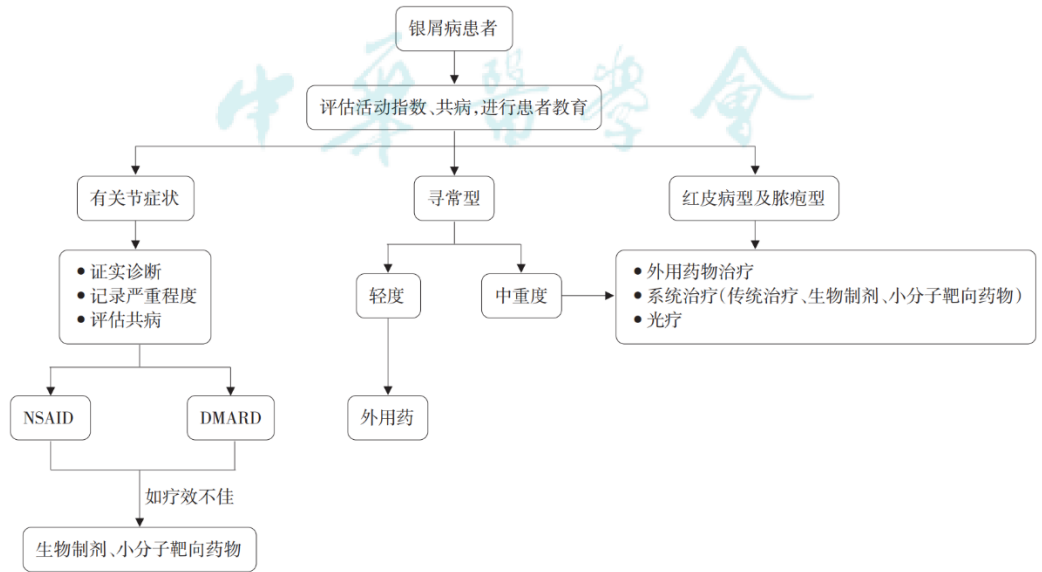 中华医学会
银屑病患者
评估活动指数、共病,进行患者教育
有关节症状
寻常型
红皮病型及脓疱型
● 证实诊断
● 记录严重程度
● 评估共病
轻度
中重度
● 外用药物治疗
● 系统治疗(传统治疗、生物制剂、小分子靶向药物)
● 光疗
NSAID
DMARD
外用药
如疗效不佳
生物制剂、小分子靶向药物